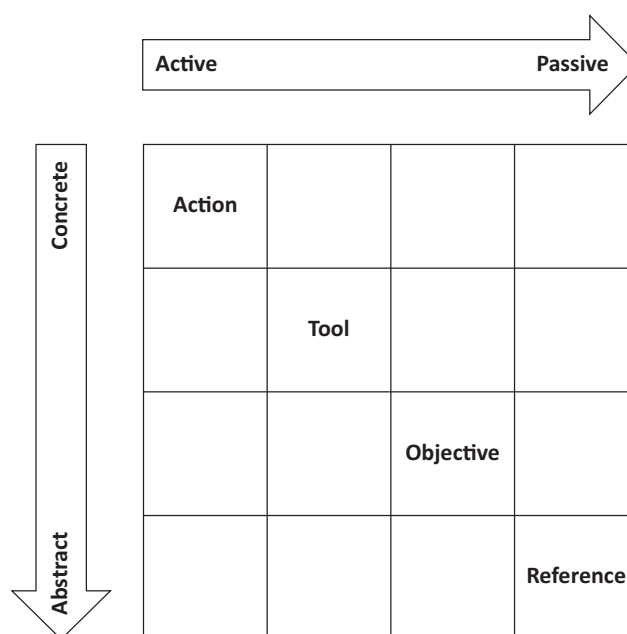 Active Passive
Concrete
Action
Tool
Objective
Abstract
Reference